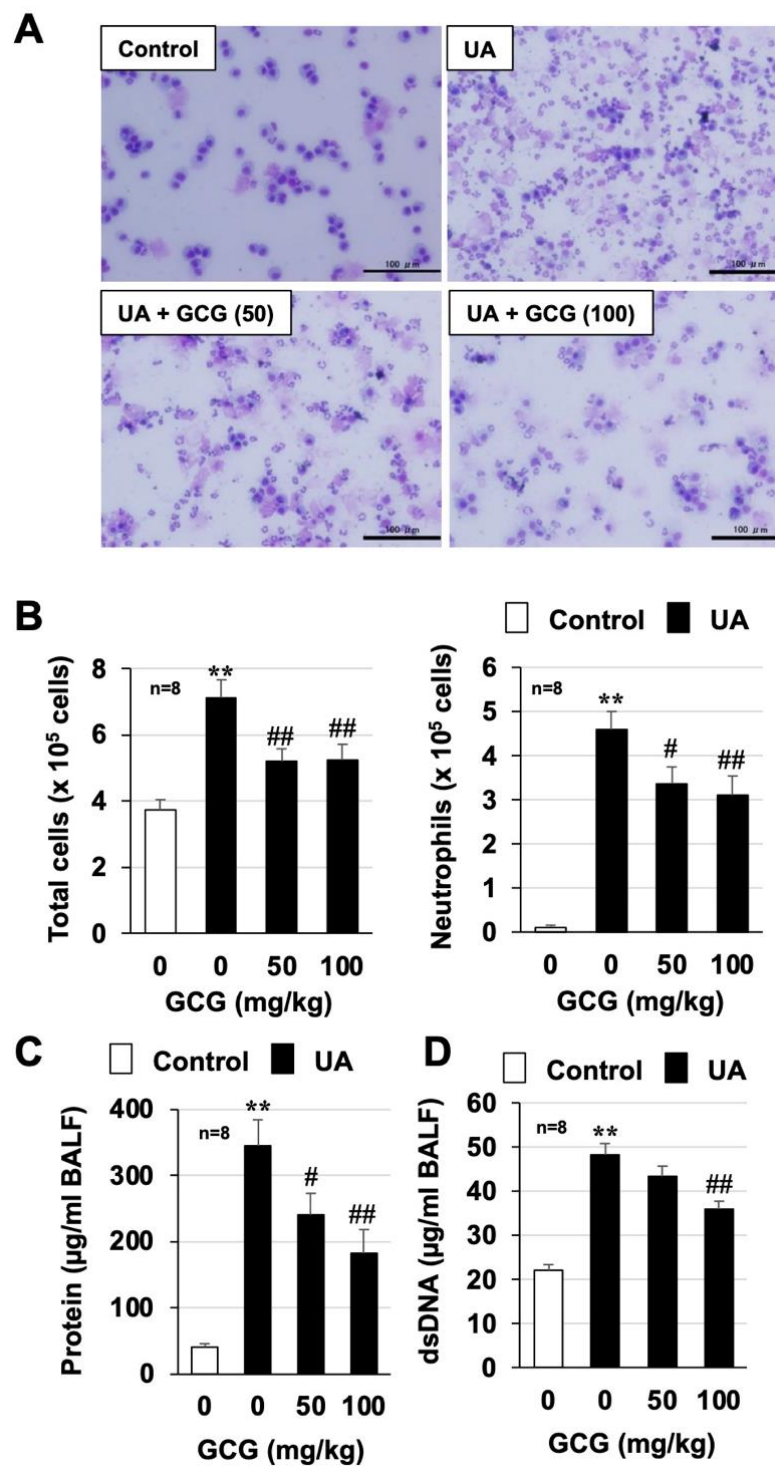 A
Control
UA
100 μm
100 μm
UA + GCG (50)
UA + GCG (100)
100 μm
100 μm
B
Control UA
Total cells (x 10⁵ cells)
8
6
4
2
0
n=8
**
##
##
0 0 50 100
GCG (mg/kg)
Neutrophils (x 10⁵ cells)
6
5
4
3
2
1
0
n=8
**
#
##
0 0 50 100
GCG (mg/kg)
C
Control UA
Protein (µg/ml BALF)
400
300
200
100
0
n=8
**
#
##
0 0 50 100
GCG (mg/kg)
D
Control UA
dsDNA (µg/ml BALF)
60
50
40
30
20
10
0
n=8
**
##
0 0 50 100
GCG (mg/kg)